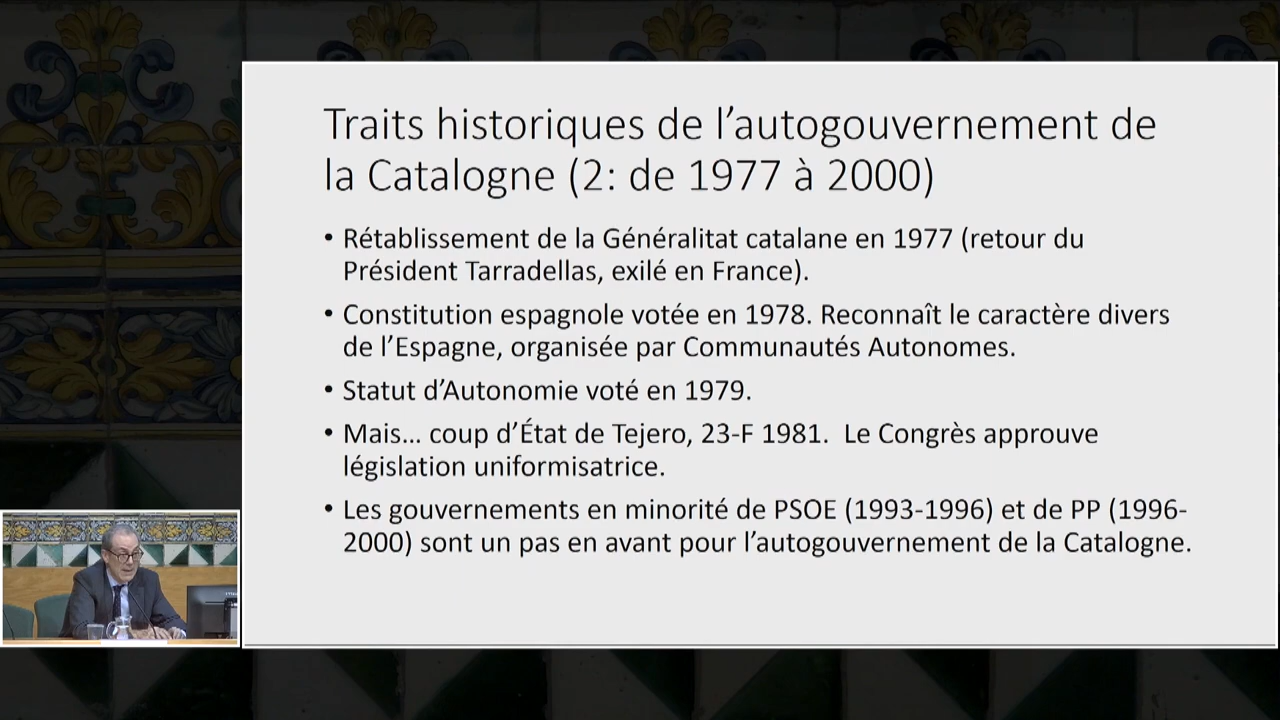 Traits historiques de l’autogouvernement de
la Catalogne (2: de 1977 à 2000)
• Rétablissement de la Généralitat catalane en 1977 (retour du
Président Tarradellas, exilé en France).
• Constitution espagnole votée en 1978. Reconnaît le caractère divers
de l’Espagne, organisée par Communautés Autonomes.
• Statut d’Autonomie voté en 1979.
• Mais… coup d’État de Tejero, 23-F 1981.  Le Congrès approuve
législation uniformisatrice.
• Les gouvernements en minorité de PSOE (1993-1996) et de PP (1996-
2000) sont un pas en avant pour l’autogouvernement de la Catalogne.